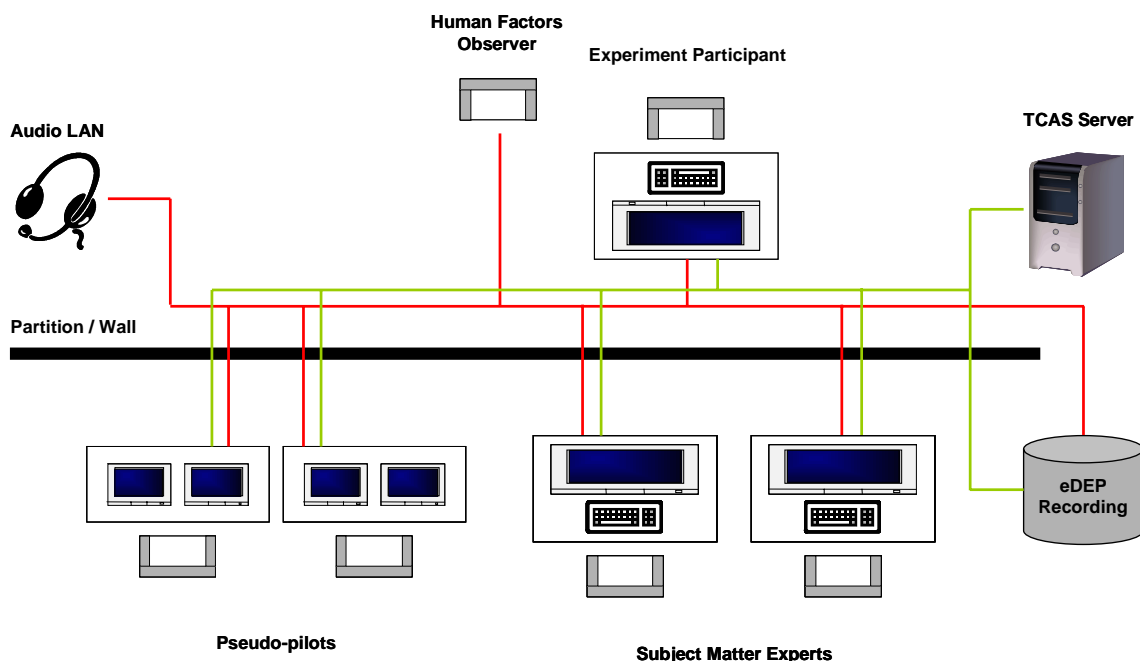 Human Factors
Observer
Experiment Participant
Audio LAN
TCAS Server
Partition / Wall
eDEP
Recording
Pseudo-pilots
Subject Matter Experts